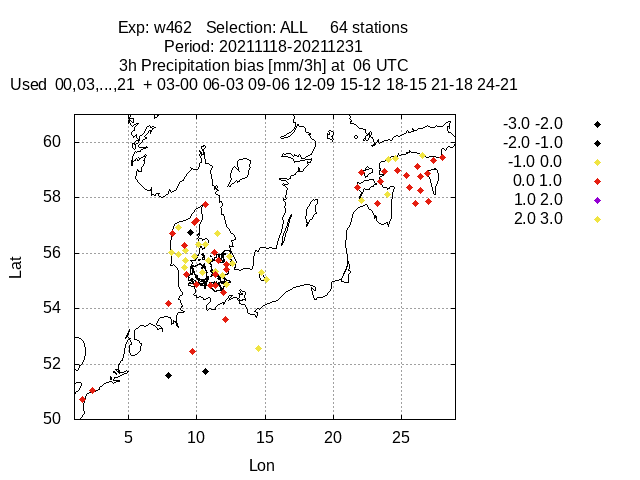 Exp: w462 Selection: ALL 64 stations
Period: 20211118-20211231
3h Precipitation bias [mm/3h] at 06 UTC
Used 00,03,...,21 + 03-00 06-03 09-06 12-09 15-12 18-15 21-18 24-21
-3.0 -2.0
-2.0 -1.0
-1.0 0.0
0.0 1.0
1.0 2.0
2.0 3.0
60
58
56
54
52
50
Lat
5 10 15 20 25
Lon